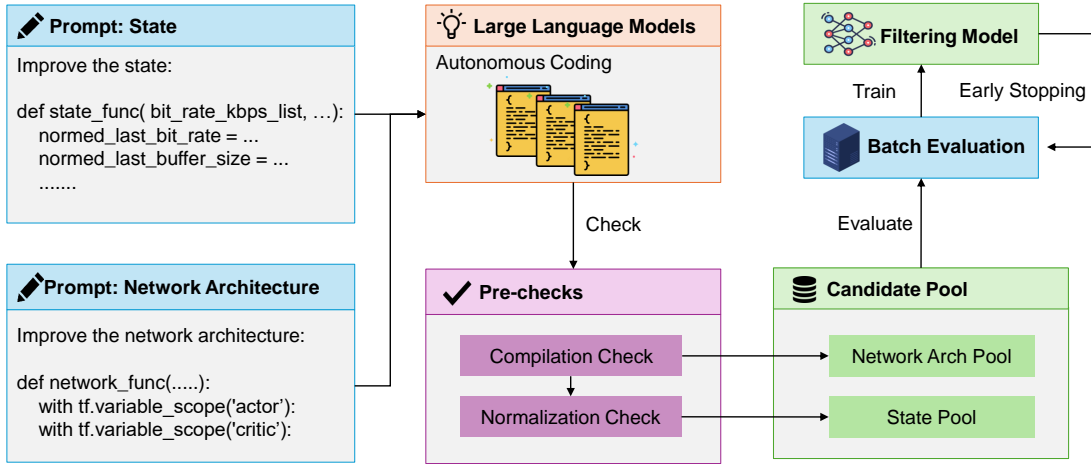 Prompt: State
Improve the state:
def state_func( bit_rate_kbps_list, …):
normed_last_bit_rate = ...
normed_last_buffer_size = ...
.......
Prompt: Network Architecture
Improve the network architecture:
def network_func(.....):
with tf.variable_scope('actor’):
with tf.variable_scope('critic’):
Large Language Models
Autonomous Coding
Check
Pre-checks
Compilation Check
Normalization Check
Candidate Pool
Network Arch Pool
State Pool
Evaluate
Batch Evaluation
Train
Early Stopping
Filtering Model